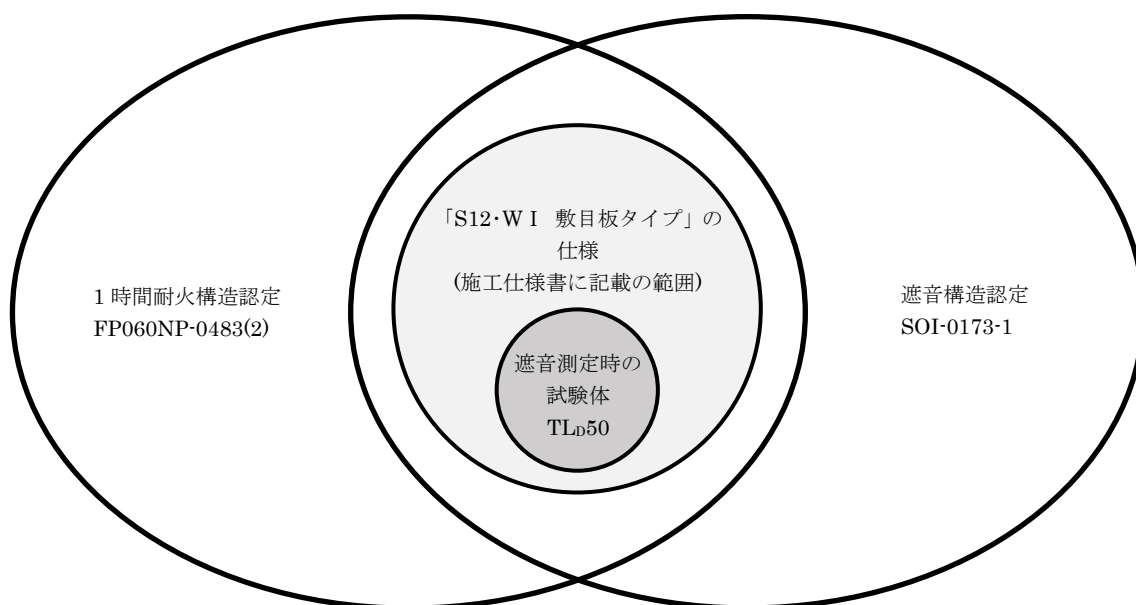 1 時間耐火構造認定
FP060NP-0483(2)
「S12･WⅠ 敷目板タイプ」の
仕様
(施工仕様書に記載の範囲)
遮音測定時の
試験体
TLD50
遮音構造認定
SOI-0173-1